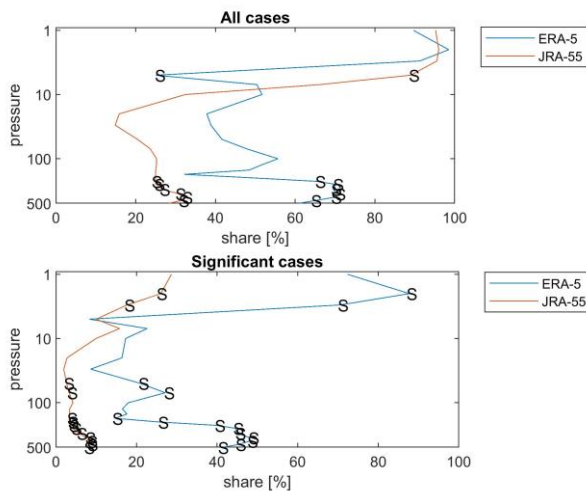 All cases
1
10
100
500
pressure
0 20 40 60 80 100
share [%]
ERA-5
JRA-55
S S
S S
S S
S S
S S
S S
S S
Significant cases
1
10
100
500
pressure
0 20 40 60 80 100
share [%]
ERA-5
JRA-55
S S
S S
S S
S S
S S
S S
S S